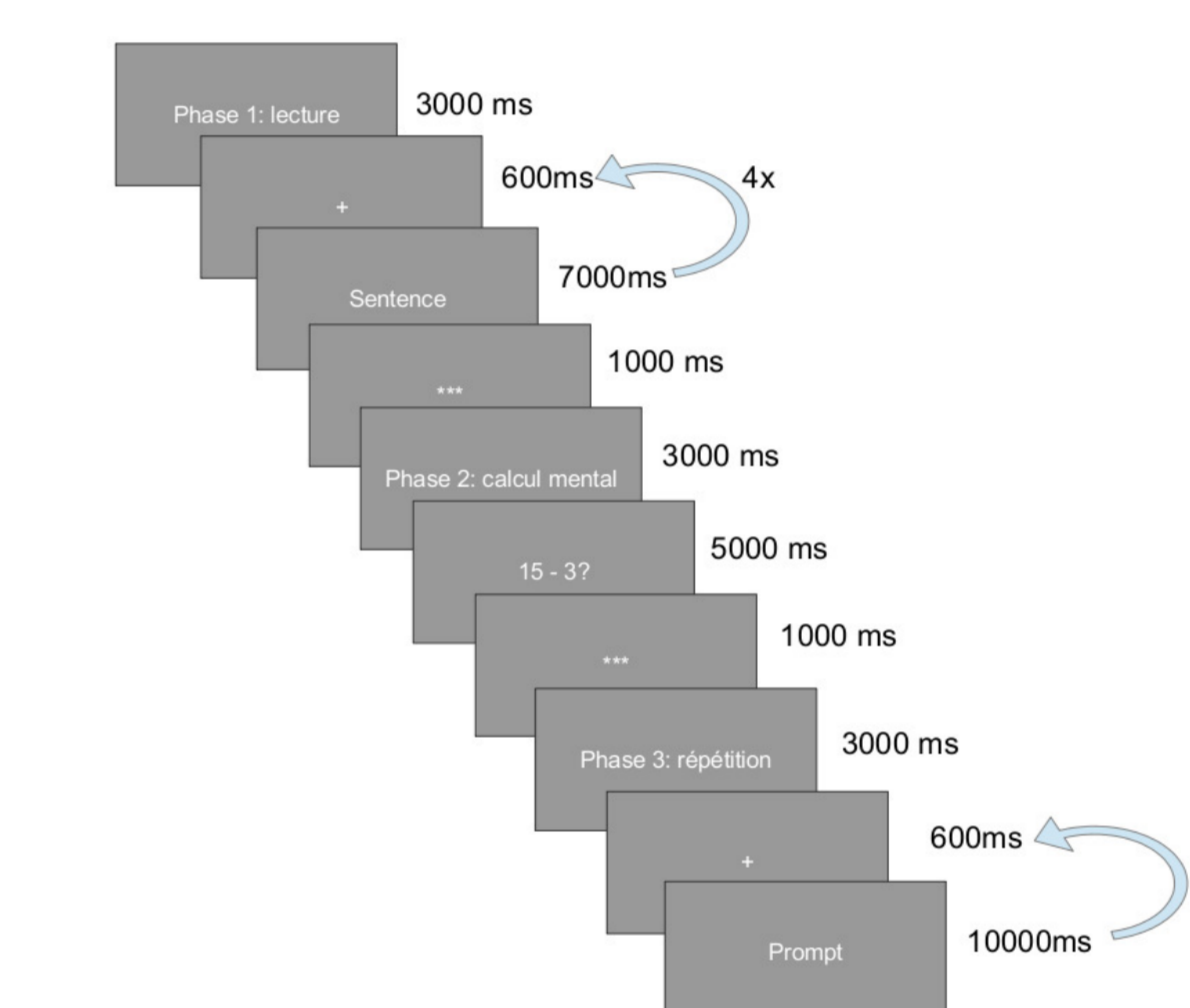 Phase 1: lecture
3000 ms
+
600ms
4x
Sentence
7000ms
***
1000 ms
Phase 2: calcul mental
3000 ms
15 - 3?
5000 ms
***
1000 ms
Phase 3: répétition
3000 ms
+
600ms
Prompt
10000ms